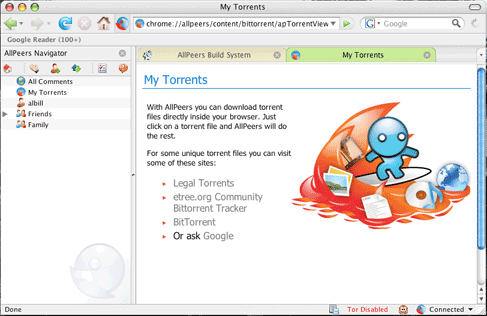 My Torrents
chrome://allpeers/content/bittorrent/apTorrentView
Google
Google Reader (100+)
AllPeers Navigator
AllPeers Build System
My Torrents
All Comments
My Torrents
albill
Friends
Family
My Torrents
With AllPeers you can download torrent
files directly inside your browser. Just
click on a torrent file and AllPeers will do
the rest.
For some unique torrent files you can visit
some of these sites:
Legal Torrents
etree.org Community
Bittorrent Tracker
BitTorrent
Or ask Google
Done
Tor Disabled
Connected